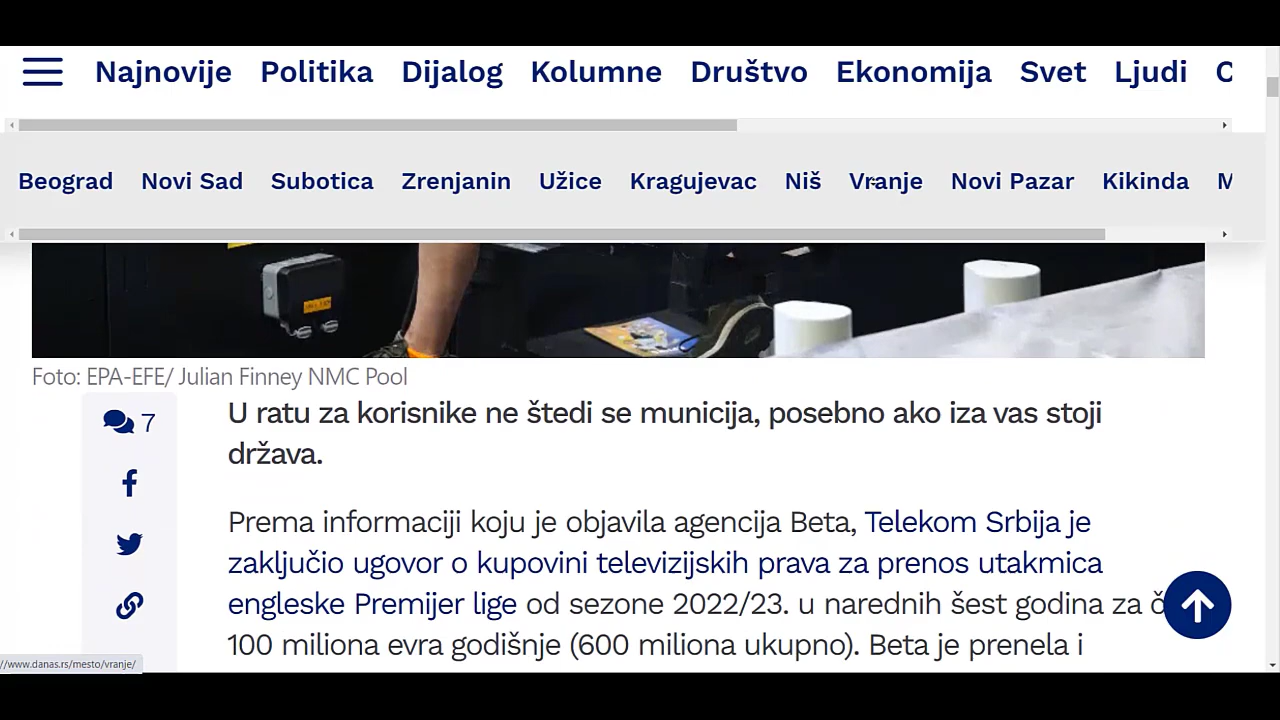 Najnovije Politika Dijalog Kolumne Društvo Ekonomija Svet Ljudi
Beograd Novi Sad Subotica Zrenjanin Užice Kragujevac Niš Vranje Novi Pazar Kikinda
Foto: EPA-EFE/ Julian Finney NMC Pool
7
U ratu za korisnike ne štedi se municija, posebno ako iza vas stoji
država.
Prema informaciji koju je objavila agencija Beta, Telekom Srbija je
zaključio ugovor o kupovini televizijskih prava za prenos utakmica
engleske Premijer lige od sezone 2022/23. u narednih šest godina za
100 miliona evra godišnje (600 miliona ukupno). Beta je prenela i
//www.danas.rs/mesto/vranje/